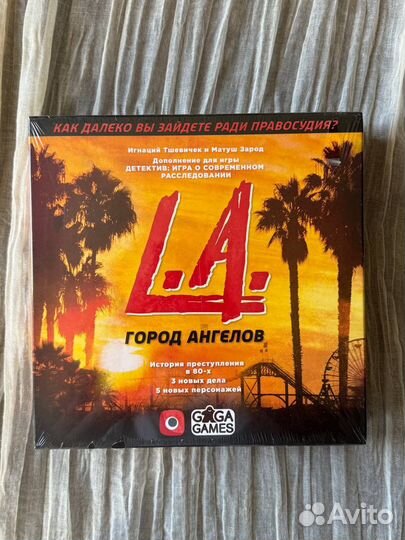 КАК ДАЛЕКО ВЫ ЗАЙДЕТЕ РАДИ ПРАВОСУДИЯ?
Игнаций Тшевичек и Матуш Зарод
Дополнение для игры
ДЕТЕКТИВ: ИГРА О СОВРЕМЕННОМ
РАССЛЕДОВАНИИ
L.A.
ГОРОД АНГЕЛОВ
История преступления
в 80-х
3 новых дела
5 новых персонажей
GAGA
GAMES
Avito